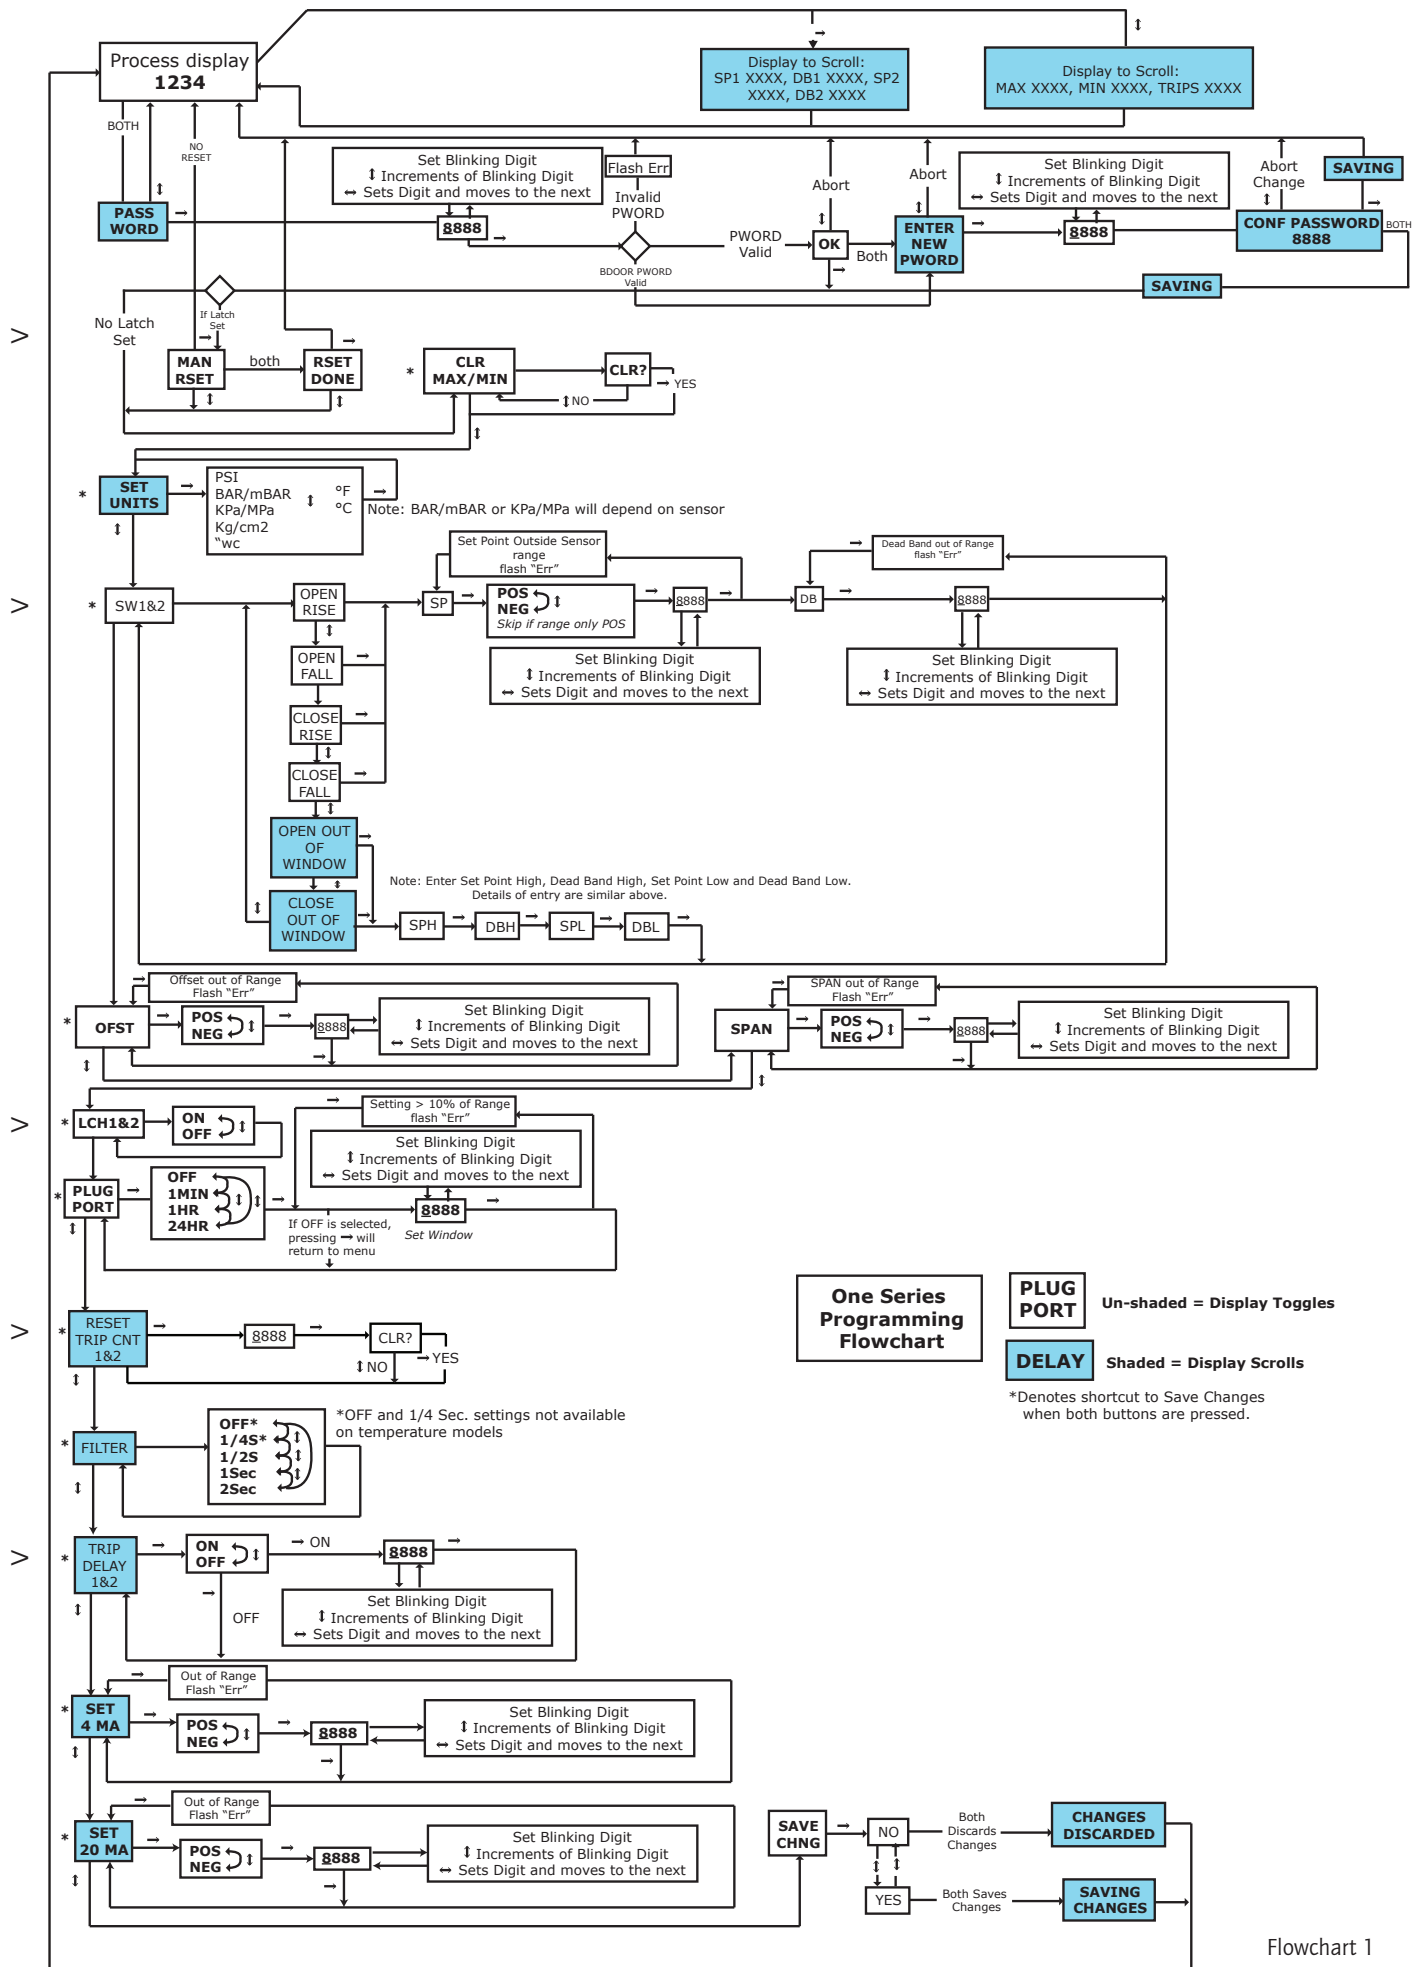 Process display
1234
Display to Scroll:
SP1 XXXX, DB1 XXXX, SP2
XXXX, DB2 XXXX
Display to Scroll:
MAX XXXX, MIN XXXX, TRIPS XXXX
BOTH
NO
RESET
Set Blinking Digit
↕ Increments of Blinking Digit
↔ Sets Digit and moves to the next
Flash Err
Invalid
PWORD
Abort
Abort
Set Blinking Digit
↕ Increments of Blinking Digit
↔ Sets Digit and moves to the next
Abort
Change
SAVING
PASS
WORD
8888
PWORD
Valid
OK
Both
ENTER
NEW
PWORD
8888
CONF PASSWORD
8888
BOTH
BDOOR PWORD
Valid
SAVING
No Latch
Set
If Latch
Set
>
MAN
RSET
both
RSET
DONE
*
CLR
MAX/MIN
CLR?
→ YES
↕ NO
*
SET
UNITS
PSI
BAR/mBAR
KPa/MPa
Kg/cm2
"wc
°F
°C
Note: BAR/mBAR or KPa/MPa will depend on sensor
>
*
SW1&2
OPEN
RISE
OPEN
FALL
CLOSE
RISE
CLOSE
FALL
OPEN OUT
OF
WINDOW
CLOSE
OUT OF
WINDOW
Set Point Outside Sensor
range
flash "Err"
SP
POS
NEG
Skip if range only POS
8888
Set Blinking Digit
↕ Increments of Blinking Digit
↔ Sets Digit and moves to the next
Dead Band out of Range
flash "Err"
DB
8888
Set Blinking Digit
↕ Increments of Blinking Digit
↔ Sets Digit and moves to the next
Note: Enter Set Point High, Dead Band High, Set Point Low and Dead Band Low.
Details of entry are similar above.
SPH
DBH
SPL
DBL
Offset out of Range
Flash "Err"
*
OFST
POS
NEG
8888
Set Blinking Digit
↕ Increments of Blinking Digit
↔ Sets Digit and moves to the next
SPAN out of Range
Flash "Err"
SPAN
POS
NEG
8888
Set Blinking Digit
↕ Increments of Blinking Digit
↔ Sets Digit and moves to the next
>
*
LCH1&2
ON
OFF
Setting > 10% of Range
flash "Err"
Set Blinking Digit
↕ Increments of Blinking Digit
↔ Sets Digit and moves to the next
*
PLUG
PORT
OFF
1MIN
1HR
24HR
If OFF is selected,
pressing → will
return to menu
8888
Set Window
One Series
Programming
Flowchart
PLUG
PORT
Un-shaded = Display Toggles
DELAY
Shaded = Display Scrolls
*Denotes shortcut to Save Changes
when both buttons are pressed.
>
*
RESET
TRIP CNT
1&2
8888
CLR?
→ YES
↕ NO
*
FILTER
OFF*
1/4S*
1/2S
1Sec
2Sec
*OFF and 1/4 Sec. settings not available
on temperature models
>
*
TRIP
DELAY
1&2
ON
OFF
→ ON
OFF
8888
Set Blinking Digit
↕ Increments of Blinking Digit
↔ Sets Digit and moves to the next
Out of Range
Flash "Err"
*
SET
4 MA
POS
NEG
8888
Set Blinking Digit
↕ Increments of Blinking Digit
↔ Sets Digit and moves to the next
Out of Range
Flash "Err"
*
SET
20 MA
POS
NEG
8888
Set Blinking Digit
↕ Increments of Blinking Digit
↔ Sets Digit and moves to the next
SAVE
CHNG
NO
Both
Discards
Changes
CHANGES
DISCARDED
YES
Both Saves
Changes
SAVING
CHANGES
Flowchart 1